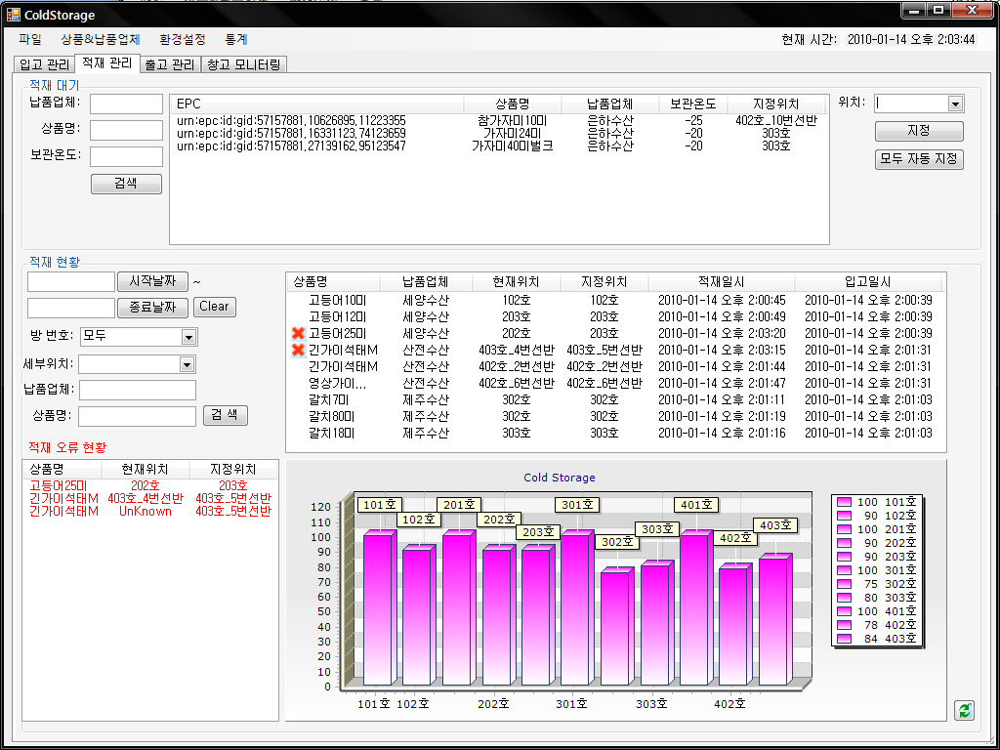 ColdStorage
파일 상품&납품업체 환경설정 통계 현재 시간: 2010-01-14 오후 2:03:44
입고 관리 적재 관리 출고 관리 창고 모니터링
적재 대기
납품업체:
상품명:
보관온도:
검색
EPC 상품명 납품업체 보관온도 지정위치
urn:epc:id:gid:57157881,10626895,11223355 참가자미10미 은하수산 -25 402호_10번선반
urn:epc:id:gid:57157881,16331123,74123659 가자미24미 은하수산 -20 303호
urn:epc:id:gid:57157881,27139162,95123547 가자미40미벌크 은하수산 -20 303호
위치:
지정
모두 자동 지정
적재 현황
시작날짜 ~
종료날짜 Clear
방 번호: 모두
세부위치:
납품업체:
상품명: 검 색
상품명 납품업체 현재위치 지정위치 적재일시 입고일시
고등어10미 세양수산 102호 102호 2010-01-14 오후 2:00:45 2010-01-14 오후 2:00:39
고등어12미 세양수산 203호 203호 2010-01-14 오후 2:00:49 2010-01-14 오후 2:00:39
고등어25미 세양수산 202호 203호 2010-01-14 오후 2:03:20 2010-01-14 오후 2:00:39
긴가이석태M 산전수산 403호_4번선반 403호_5번선반 2010-01-14 오후 2:03:15 2010-01-14 오후 2:01:31
긴가이석태M 산전수산 402호_2번선반 402호_2번선반 2010-01-14 오후 2:01:44 2010-01-14 오후 2:01:31
영상가이... 산전수산 402호_6번선반 402호_6번선반 2010-01-14 오후 2:01:47 2010-01-14 오후 2:01:31
갈치7미 제주수산 302호 302호 2010-01-14 오후 2:01:11 2010-01-14 오후 2:01:03
갈치80미 제주수산 302호 302호 2010-01-14 오후 2:01:19 2010-01-14 오후 2:01:03
갈치18미 제주수산 303호 303호 2010-01-14 오후 2:01:16 2010-01-14 오후 2:01:03
적재 오류 현황
상품명 현재위치 지정위치
고등어25미 202호 203호
긴가이석태M 403호_4번선반 403호_5번선반
긴가이석태M UnKnown 403호_5번선반
Cold Storage
120
110
100
90
80
70
60
50
40
30
20
10
0
101호 102호 201호 202호 203호 301호 302호 303호 401호 402호 403호
101호 102호 202호 301호 303호 402호
100 101호
90 102호
100 201호
90 202호
90 203호
100 301호
75 302호
80 303호
100 401호
78 402호
84 403호